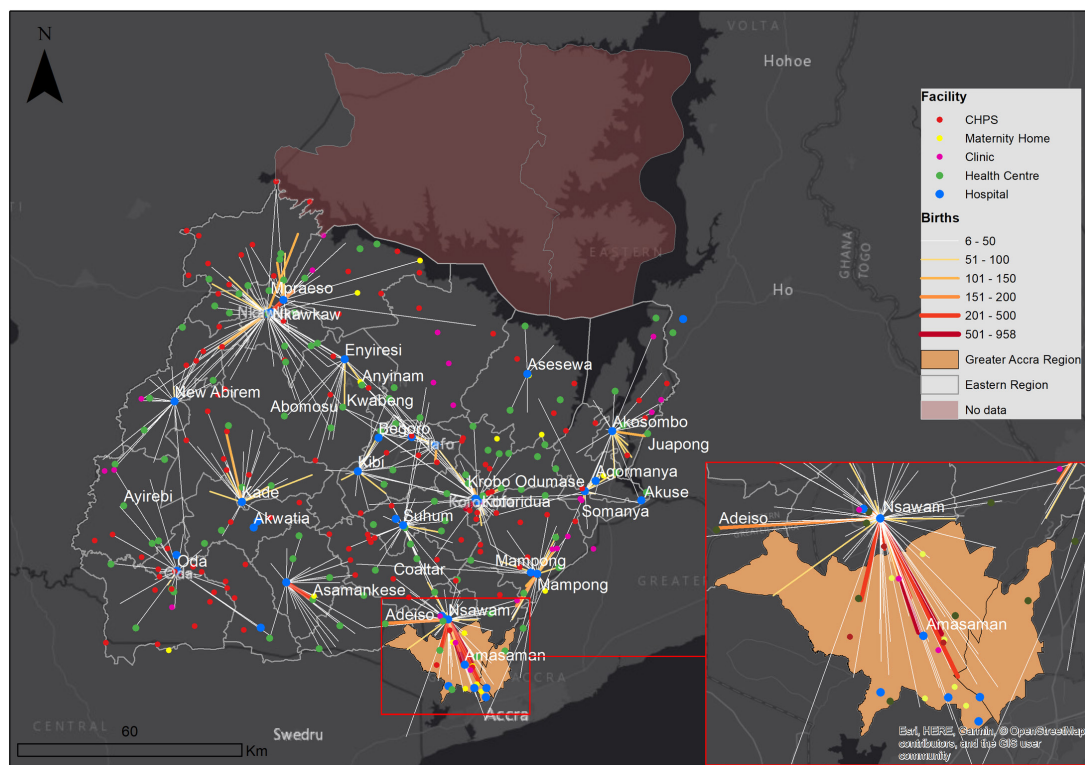 N
VOLTA
Hohoe
Facility
CHPS
Maternity Home
Clinic
Health Centre
Hospital
Births
6 - 50
51 - 100
101 - 150
151 - 200
201 - 500
501 - 958
Greater Accra Region
Eastern Region
No data
EASTERN
GHANA
TOGO
Ho
Mpraeso
Nkawkaw
Enyiresi
Asesewa
Anyinam
New Abirem
Kwabeng
Abomosu
Akosombo
Begoro
Juapong
Kibi
Agormanya
Krobo Odumase
Kade
Ayirebi
Koforidua
Akuse
Somanya
Akwatia
Suhum
Oda
Oda
Mampong
Coaltar
Mampong
Asamankese
GREATER
Adeiso
Nsawam
Amasaman
ACCRA
Accra
CENTRAL
Swedru
60
Km
Nsawam
Adeiso
Amasaman
Esri, HERE, Garmin, © OpenStreetMap
contributors, and the GIS user
community